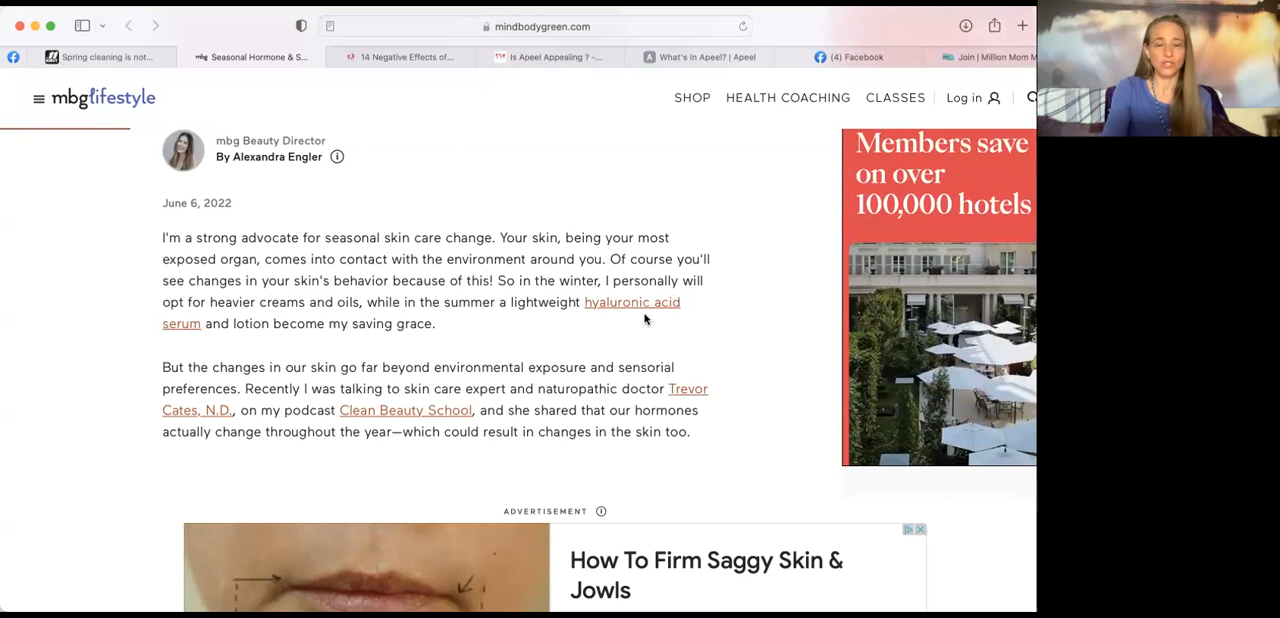 mindbodygreen.com
Spring cleaning is not...
mbg Seasonal Hormone & S...
14 Negative Effects of...
Is Apeel Appealing ? -...
A What's In Apeel? | Apeel
(4) Facebook
Join | Million Mom M
mbglifestyle
SHOP HEALTH COACHING CLASSES Log in
mbg Beauty Director
By Alexandra Engler
June 6, 2022
I'm a strong advocate for seasonal skin care change. Your skin, being your most
exposed organ, comes into contact with the environment around you. Of course you'll
see changes in your skin's behavior because of this! So in the winter, I personally will
opt for heavier creams and oils, while in the summer a lightweight hyaluronic acid
serum and lotion become my saving grace.
But the changes in our skin go far beyond environmental exposure and sensorial
preferences. Recently I was talking to skin care expert and naturopathic doctor Trevor
Cates, N.D., on my podcast Clean Beauty School, and she shared that our hormones
actually change throughout the year—which could result in changes in the skin too.
Members save
on over
100,000 hotels
ADVERTISEMENT
How To Firm Saggy Skin &
Jowls